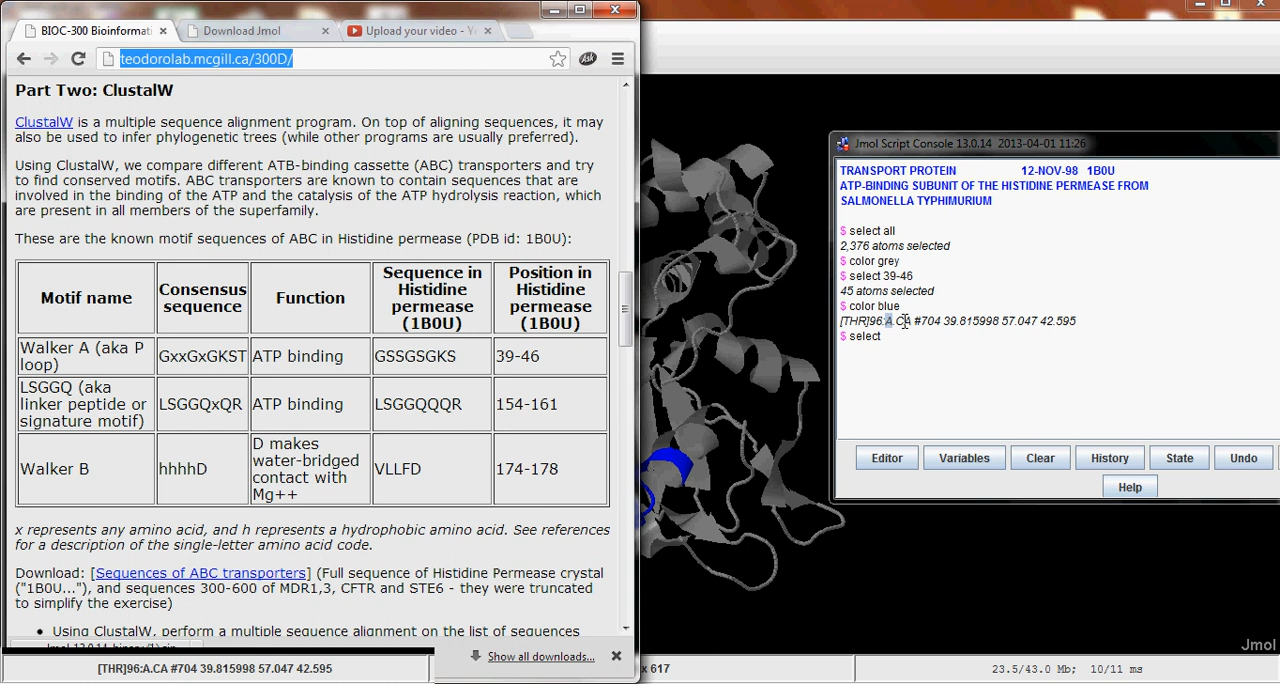 BIOC-300 Bioinformati
Download Jmol
Upload your video - Y
teodorolab.mcgill.ca/300D/
Ask
Part Two: ClustalW
ClustalW is a multiple sequence alignment program. On top of aligning sequences, it may
also be used to infer phylogenetic trees (while other programs are usually preferred).
Using ClustalW, we compare different ATB-binding cassette (ABC) transporters and try
to find conserved motifs. ABC transporters are known to contain sequences that are
involved in the binding of the ATP and the catalysis of the ATP hydrolysis reaction, which
are present in all members of the superfamily.
These are the known motif sequences of ABC in Histidine permease (PDB id: 1B0U):
Motif name
Consensus
sequence
Function
Sequence in
Histidine
permease
(1B0U)
Position in
Histidine
permease
(1B0U)
Walker A (aka P
loop)
GxxGxGKST
ATP binding
GSSGSGKS
39-46
LSGGQ (aka
linker peptide or
signature motif)
LSGGQxQR
ATP binding
LSGGQQQR
154-161
Walker B
hhhhD
D makes
water-bridged
contact with
Mg++
VLLFD
174-178
x represents any amino acid, and h represents a hydrophobic amino acid. See references
for a description of the single-letter amino acid code.
Download: [Sequences of ABC transporters] (Full sequence of Histidine Permease crystal
("1B0U..."), and sequences 300-600 of MDR1,3, CFTR and STE6 - they were truncated
to simplify the exercise)
• Using ClustalW, perform a multiple sequence alignment on the list of sequences
Show all downloads...
[THR]96:A.CA #704 39.815998 57.047 42.595
x 617
23.5/43.0 Mb; 10/11 ms
Jmol
Jmol Script Console 13.0.14 2013-04-01 11:26
TRANSPORT PROTEIN 12-NOV-98 1B0U
ATP-BINDING SUBUNIT OF THE HISTIDINE PERMEASE FROM
SALMONELLA TYPHIMURIUM
$ select all
2,376 atoms selected
$ color grey
$ select 39-46
45 atoms selected
$ color blue
[THR]96:A.CA #704 39.815998 57.047 42.595
$ select
Editor
Variables
Clear
History
State
Undo
Help